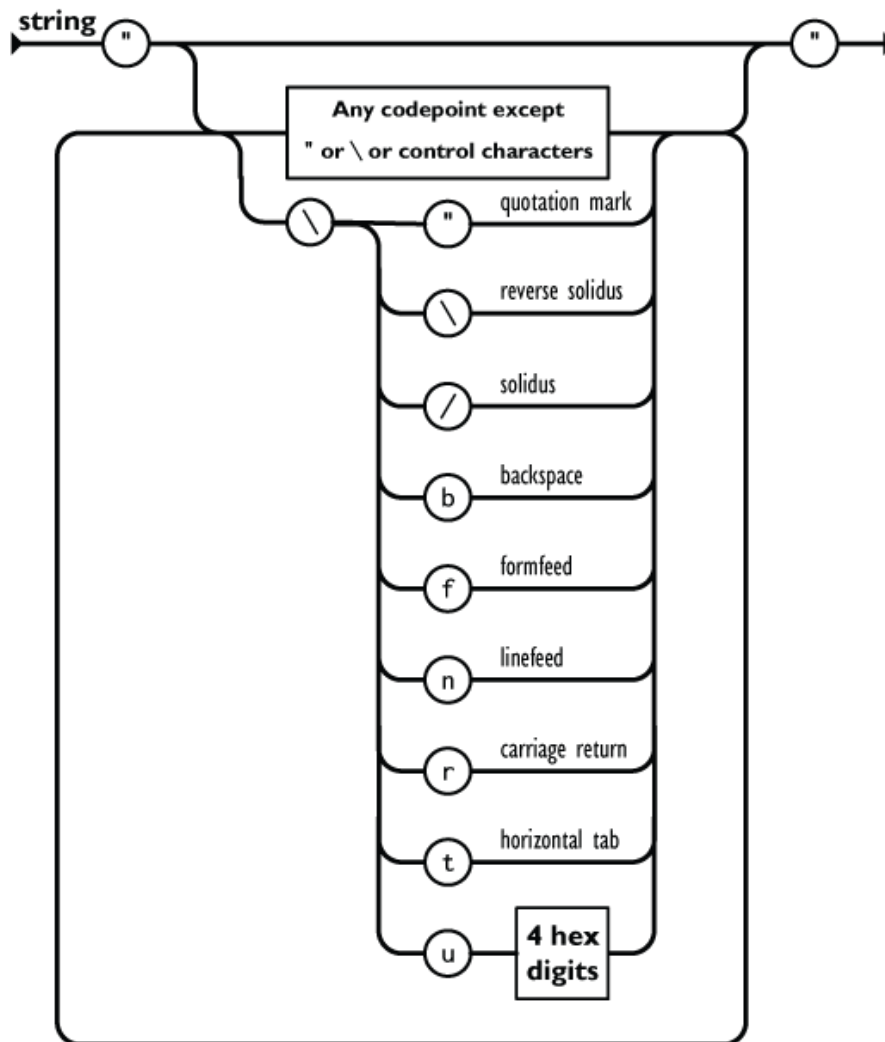 string
" "
Any codepoint except
" or \ or control characters
\ " quotation mark
\ reverse solidus
/ solidus
b backspace
f formfeed
n linefeed
r carriage return
t horizontal tab
u 4 hex
digits